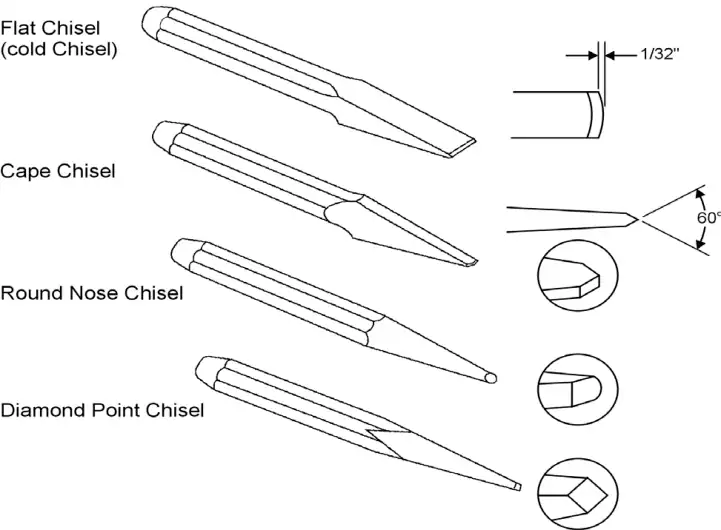 Flat Chisel
(cold Chisel)
1/32"
Cape Chisel
60°
Round Nose Chisel
Diamond Point Chisel